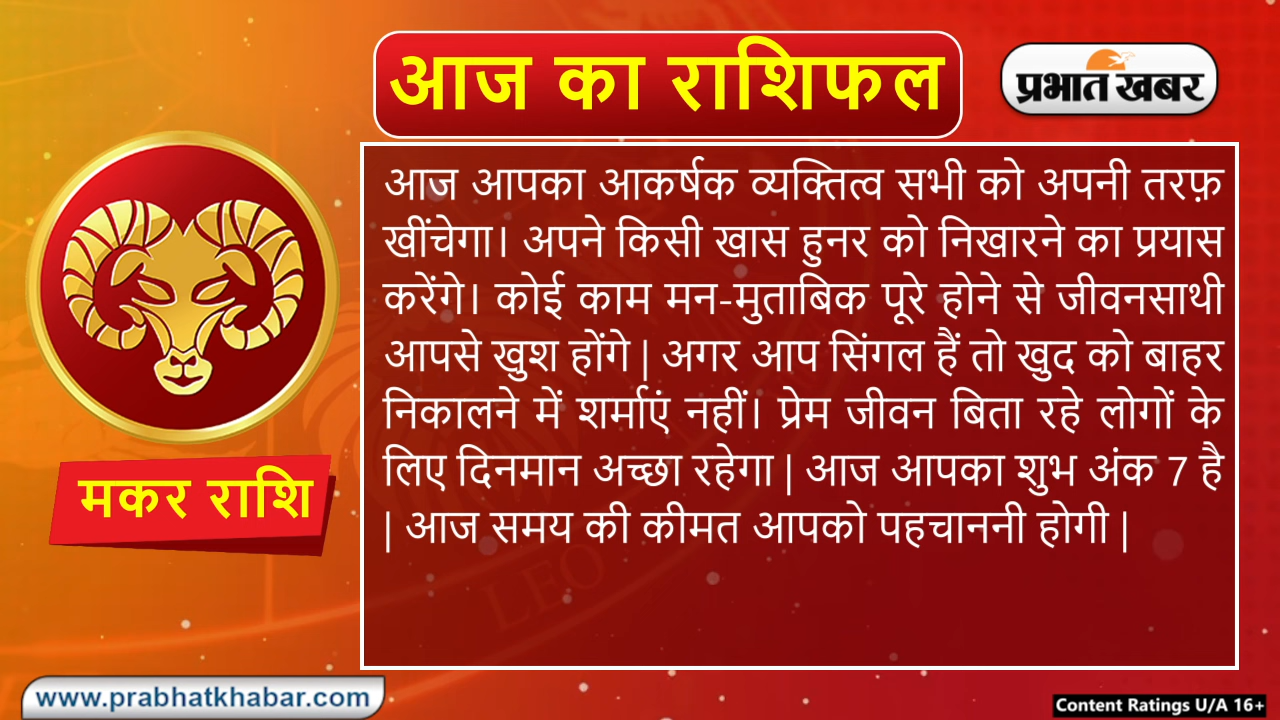 आज का राशिफल
प्रभात खबर
आज आपका आकर्षक व्यक्तित्व सभी को अपनी तरफ़
खींचेगा। अपने किसी खास हुनर को निखारने का प्रयास
करेंगे। कोई काम मन-मुताबिक पूरे होने से जीवनसाथी
आपसे खुश होंगे | अगर आप सिंगल हैं तो खुद को बाहर
निकालने में शर्माएं नहीं। प्रेम जीवन बिता रहे लोगों के
लिए दिनमान अच्छा रहेगा | आज आपका शुभ अंक 7 है
| आज समय की कीमत आपको पहचाननी होगी |
मकर राशि
LEO
www.prabhatkhabar.com
Content Ratings U/A 16+